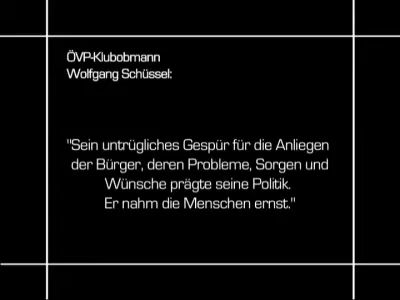 ÖVP-Klubobmann
Wolfgang Schüssel:
"Sein untrügliches Gespür für die Anliegen
der Bürger, deren Probleme, Sorgen und
Wünsche prägte seine Politik.
Er nahm die Menschen ernst."